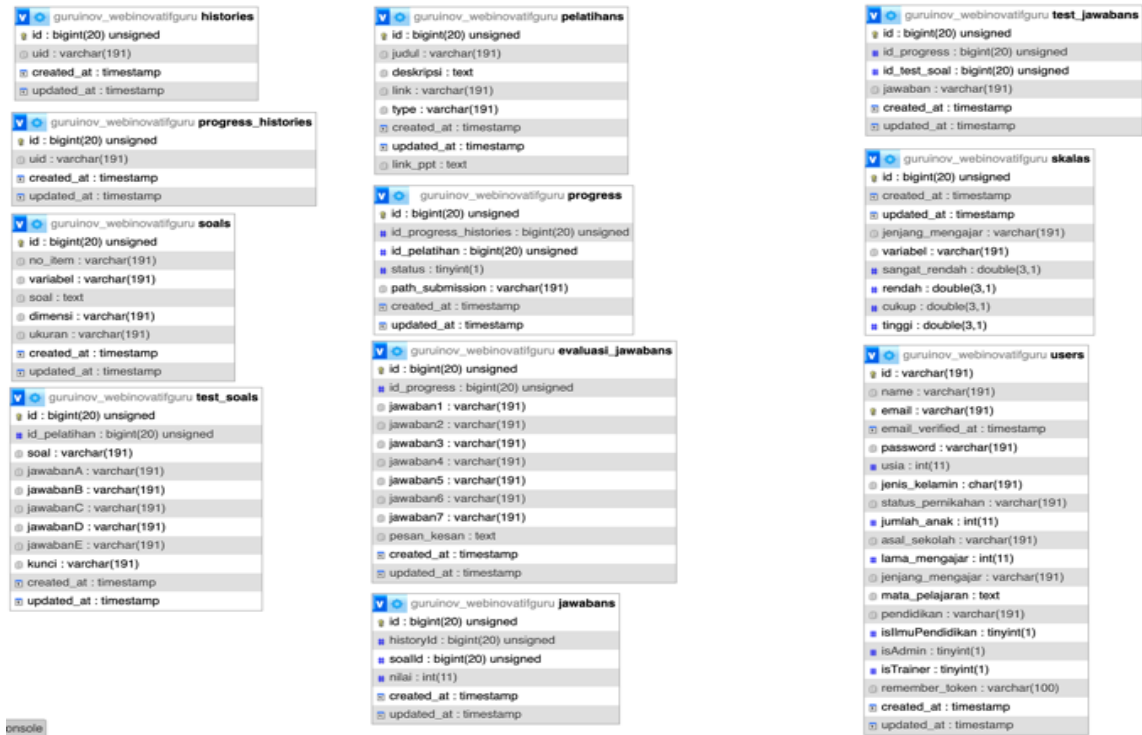 guruinov_webinovatifguru histories
id : bigint(20) unsigned
uid : varchar(191)
created_at : timestamp
updated_at : timestamp
guruinov_webinovatifguru progress_histories
id : bigint(20) unsigned
uid : varchar(191)
created_at : timestamp
updated_at : timestamp
guruinov_webinovatifguru soals
id : bigint(20) unsigned
no_item : varchar(191)
variabel : varchar(191)
soal : text
dimensi : varchar(191)
ukuran : varchar(191)
created_at : timestamp
updated_at : timestamp
guruinov_webinovatifguru test_soals
id : bigint(20) unsigned
id_pelatihan : bigint(20) unsigned
soal : varchar(191)
jawabanA : varchar(191)
jawabanB : varchar(191)
jawabanC : varchar(191)
jawabanD : varchar(191)
jawabanE : varchar(191)
kunci : varchar(191)
created_at : timestamp
updated_at : timestamp
onsole
guruinov_webinovatifguru pelatihans
id : bigint(20) unsigned
judul : varchar(191)
deskripsi : text
link : varchar(191)
type : varchar(191)
created_at : timestamp
updated_at : timestamp
link_ppt : text
guruinov_webinovatifguru progress
id : bigint(20) unsigned
id_progress_histories : bigint(20) unsigned
id_pelatihan : bigint(20) unsigned
status : tinyint(1)
path_submission : varchar(191)
created_at : timestamp
updated_at : timestamp
guruinov_webinovatifguru evaluasi_jawabans
id : bigint(20) unsigned
id_progress : bigint(20) unsigned
jawaban1 : varchar(191)
jawaban2 : varchar(191)
jawaban3 : varchar(191)
jawaban4 : varchar(191)
jawaban5 : varchar(191)
jawaban6 : varchar(191)
jawaban7 : varchar(191)
pesan_kesan : text
created_at : timestamp
updated_at : timestamp
guruinov_webinovatifguru jawabans
id : bigint(20) unsigned
historyId : bigint(20) unsigned
soalId : bigint(20) unsigned
nilai : int(11)
created_at : timestamp
updated_at : timestamp
guruinov_webinovatifguru test_jawabans
id : bigint(20) unsigned
id_progress : bigint(20) unsigned
id_test_soal : bigint(20) unsigned
jawaban : varchar(191)
created_at : timestamp
updated_at : timestamp
guruinov_webinovatifguru skalas
id : bigint(20) unsigned
created_at : timestamp
updated_at : timestamp
jenjang_mengajar : varchar(191)
variabel : varchar(191)
sangat_rendah : double(3,1)
rendah : double(3,1)
cukup : double(3,1)
tinggi : double(3,1)
guruinov_webinovatifguru users
id : varchar(191)
name : varchar(191)
email : varchar(191)
email_verified_at : timestamp
password : varchar(191)
usia : int(11)
jenis_kelamin : char(191)
status_pernikahan : varchar(191)
jumlah_anak : int(11)
asal_sekolah : varchar(191)
lama_mengajar : int(11)
jenjang_mengajar : varchar(191)
mata_pelajaran : text
pendidikan : varchar(191)
isIlmuPendidikan : tinyint(1)
isAdmin : tinyint(1)
isTrainer : tinyint(1)
remember_token : varchar(100)
created_at : timestamp
updated_at : timestamp